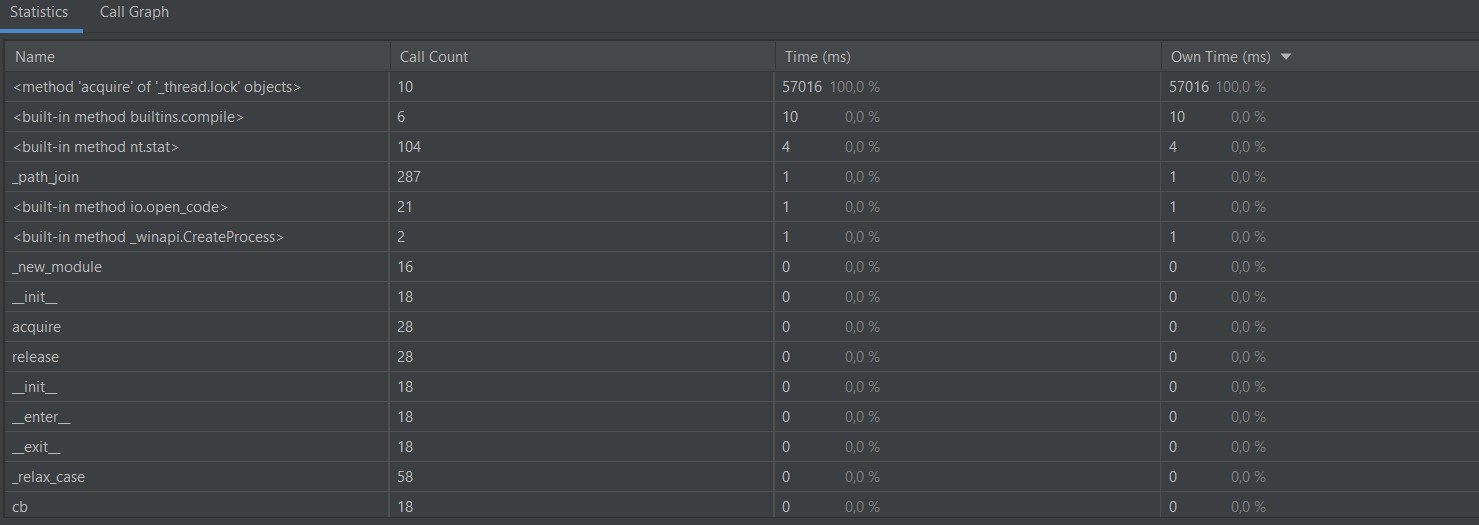 Statistics Call Graph
Name Call Count Time (ms) Own Time (ms)
<method 'acquire' of '_thread.lock' objects> 10 57016 100,0 % 57016 100,0 %
<built-in method builtins.compile> 6 10 0,0 % 10 0,0 %
<built-in method nt.stat> 104 4 0,0 % 4 0,0 %
_path_join 287 1 0,0 % 1 0,0 %
<built-in method io.open_code> 21 1 0,0 % 1 0,0 %
<built-in method _winapi.CreateProcess> 2 1 0,0 % 1 0,0 %
_new_module 16 0 0,0 % 0 0,0 %
__init__ 18 0 0,0 % 0 0,0 %
acquire 28 0 0,0 % 0 0,0 %
release 28 0 0,0 % 0 0,0 %
__init__ 18 0 0,0 % 0 0,0 %
__enter__ 18 0 0,0 % 0 0,0 %
__exit__ 18 0 0,0 % 0 0,0 %
_relax_case 58 0 0,0 % 0 0,0 %
cb 18 0 0,0 % 0 0,0 %